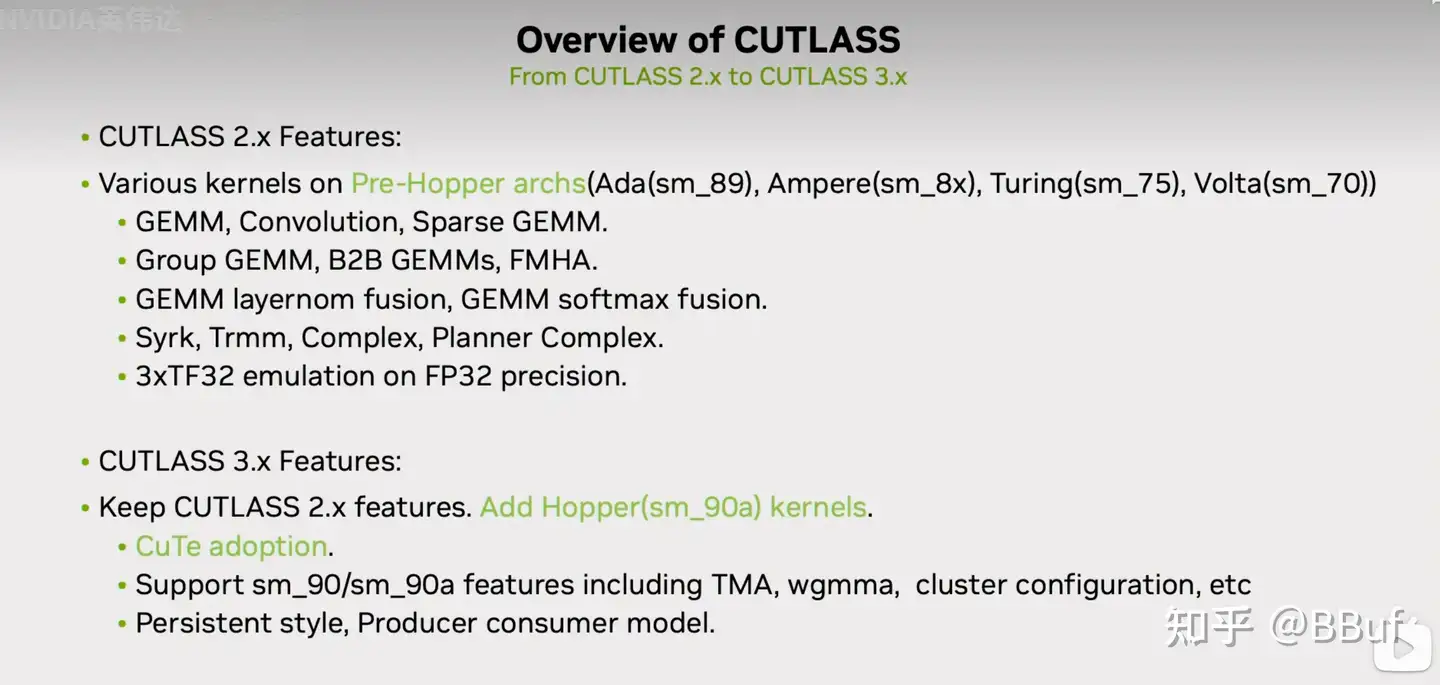 NVIDIA英伟达
Overview of CUTLASS
From CUTLASS 2.x to CUTLASS 3.x
• CUTLASS 2.x Features:
• Various kernels on Pre-Hopper archs(Ada(sm_89), Ampere(sm_8x), Turing(sm_75), Volta(sm_70))
• GEMM, Convolution, Sparse GEMM.
• Group GEMM, B2B GEMMs, FMHA.
• GEMM layernom fusion, GEMM softmax fusion.
• Syrk, Trmm, Complex, Planner Complex.
• 3xTF32 emulation on FP32 precision.
• CUTLASS 3.x Features:
• Keep CUTLASS 2.x features. Add Hopper(sm_90a) kernels.
• CuTe adoption.
• Support sm_90/sm_90a features including TMA, wgmma, cluster configuration, etc
• Persistent style, Producer consumer model.
知乎 @BBuf